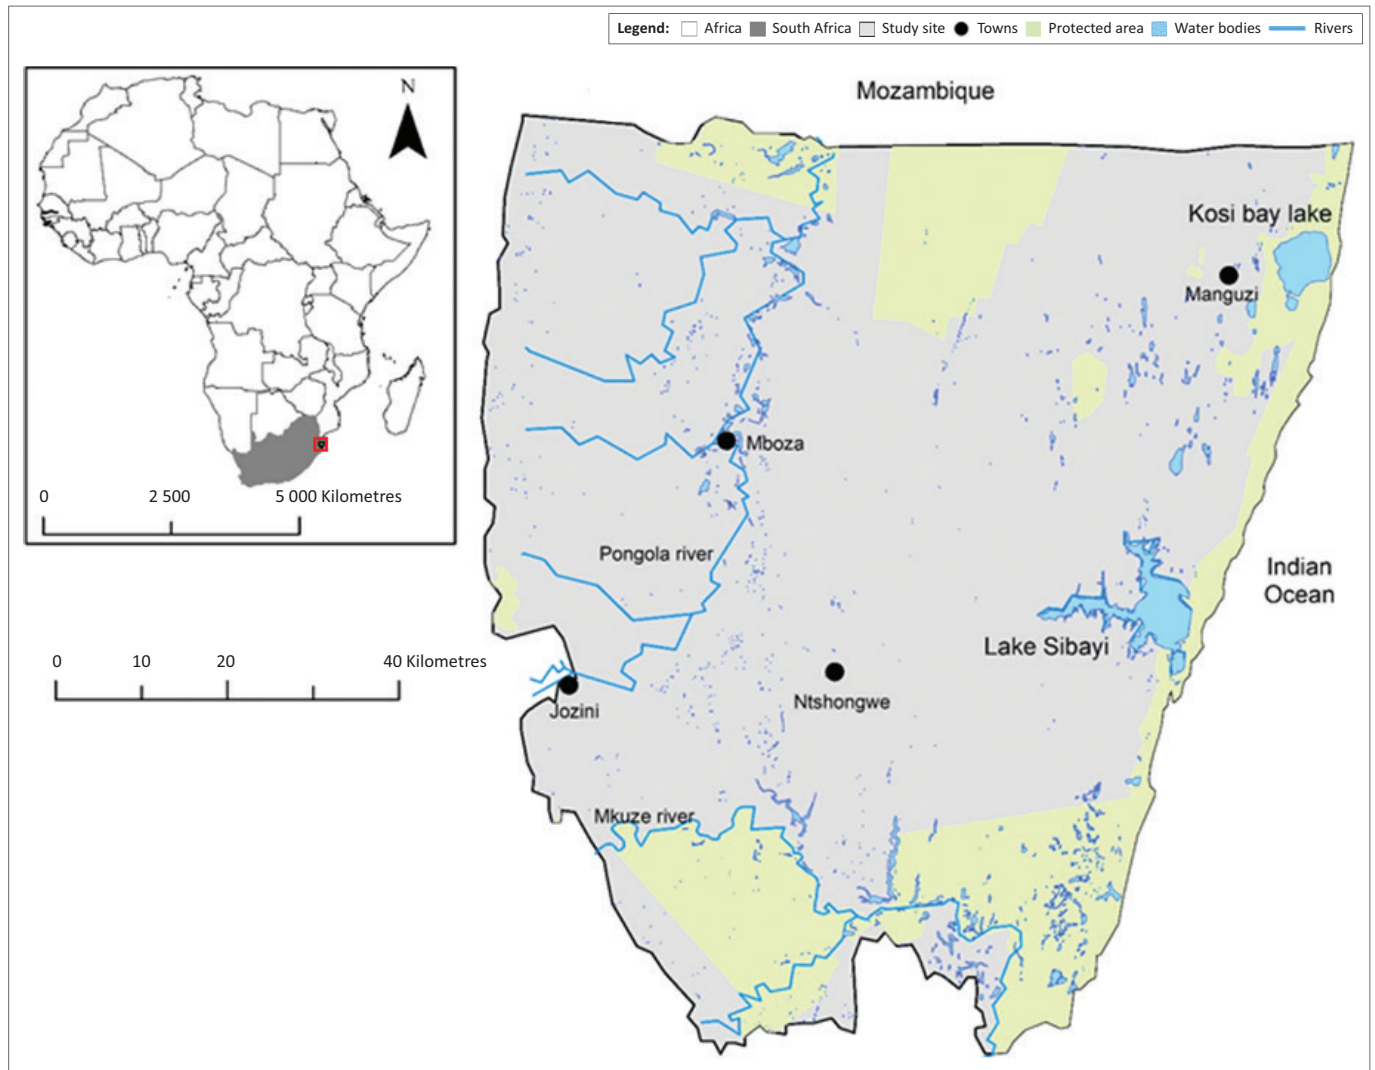 Legend: Africa South Africa Study site Towns Protected area Water bodies Rivers
N
0 2 500 5 000 Kilometres
0 10 20 40 Kilometres
Mozambique
Kosi bay lake
Manguzi
Mboza
Pongola river
Indian
Ocean
Lake Sibayi
Ntshongwe
Jozini
Mkuze river